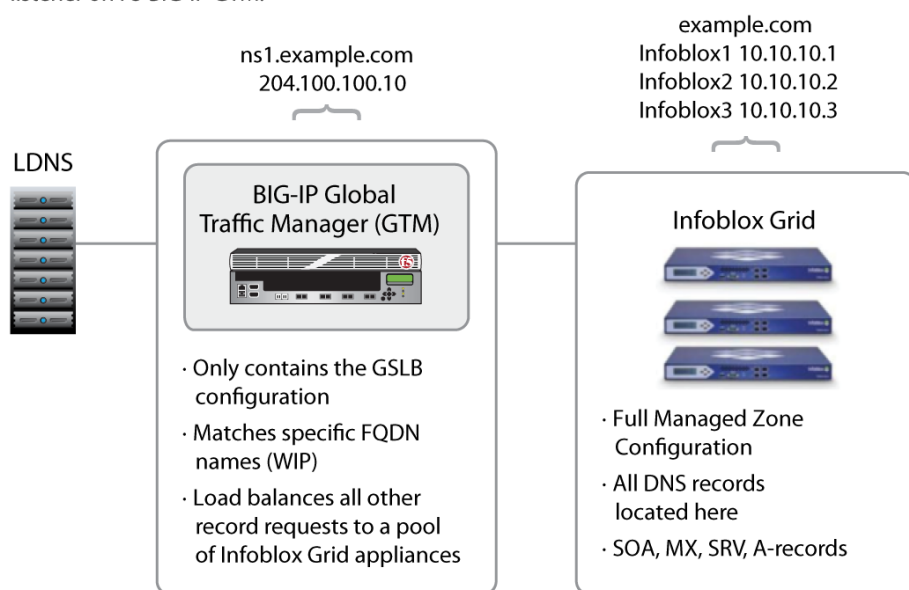 ns1.example.com
204.100.100.10
example.com
Infoblox1 10.10.10.1
Infoblox2 10.10.10.2
Infoblox3 10.10.10.3
LDNS
BIG-IP Global
Traffic Manager (GTM)
f5
· Only contains the GSLB
configuration
· Matches specific FQDN
names (WIP)
· Load balances all other
record requests to a pool
of Infoblox Grid appliances
Infoblox Grid
· Full Managed Zone
Configuration
· All DNS records
located here
· SOA, MX, SRV, A-records